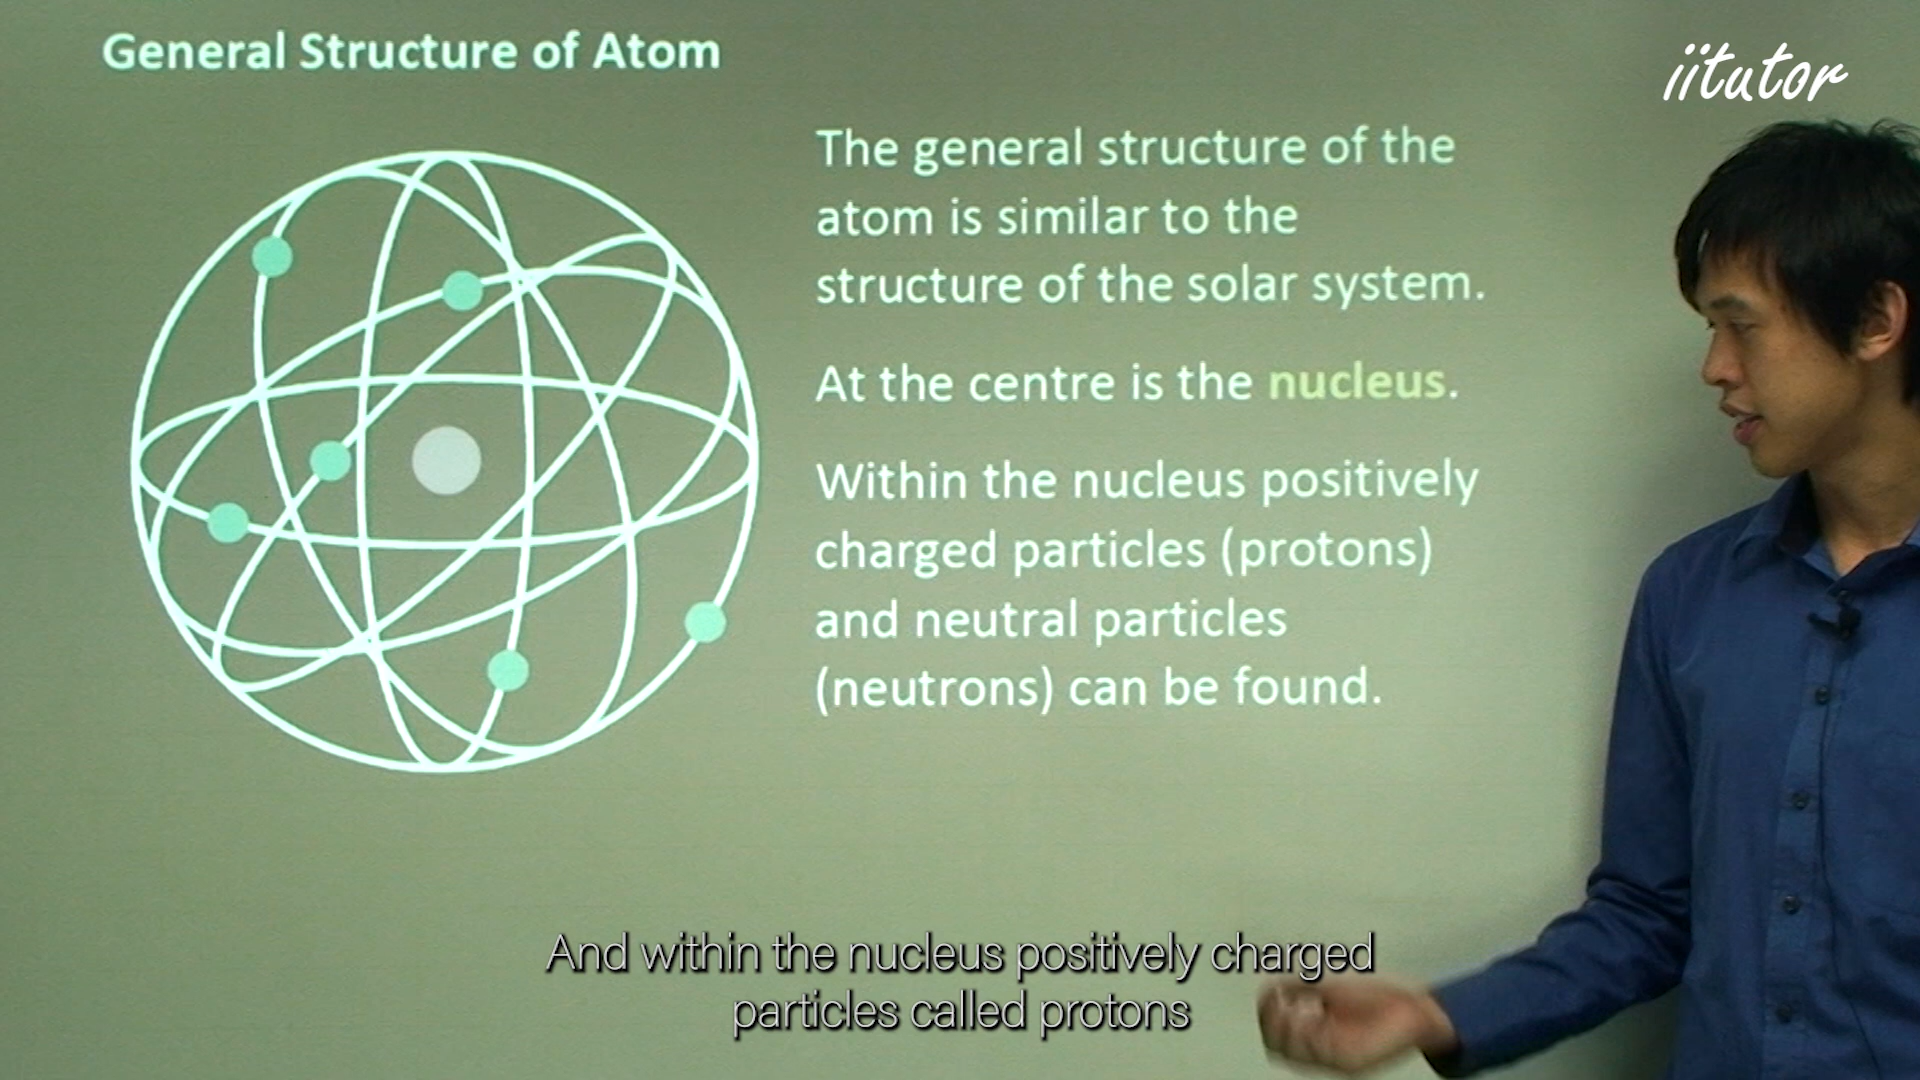 General Structure of Atom
iitutor
The general structure of the
atom is similar to the
structure of the solar system.
At the centre is the nucleus.
Within the nucleus positively
charged particles (protons)
and neutral particles
(neutrons) can be found.
And within the nucleus positively charged
particles called protons